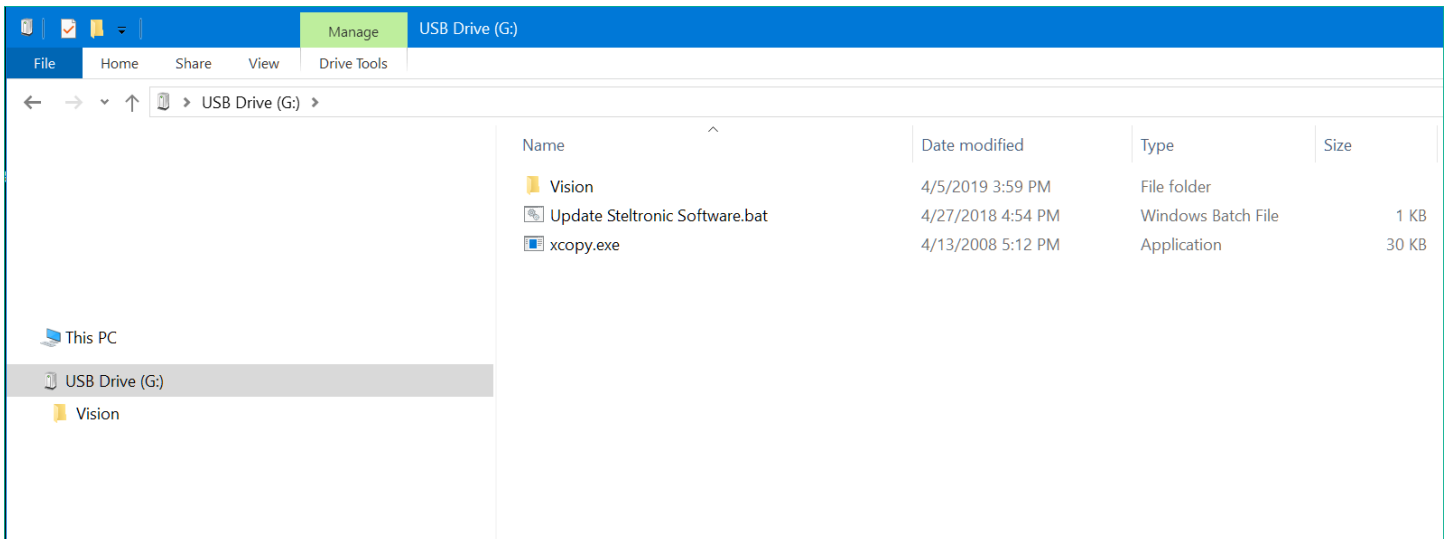 Manage USB Drive (G:)
File Home Share View Drive Tools
USB Drive (G:)
Name Date modified Type Size
Vision 4/5/2019 3:59 PM File folder
Update Steltronic Software.bat 4/27/2018 4:54 PM Windows Batch File 1 KB
xcopy.exe 4/13/2008 5:12 PM Application 30 KB
This PC
USB Drive (G:)
Vision